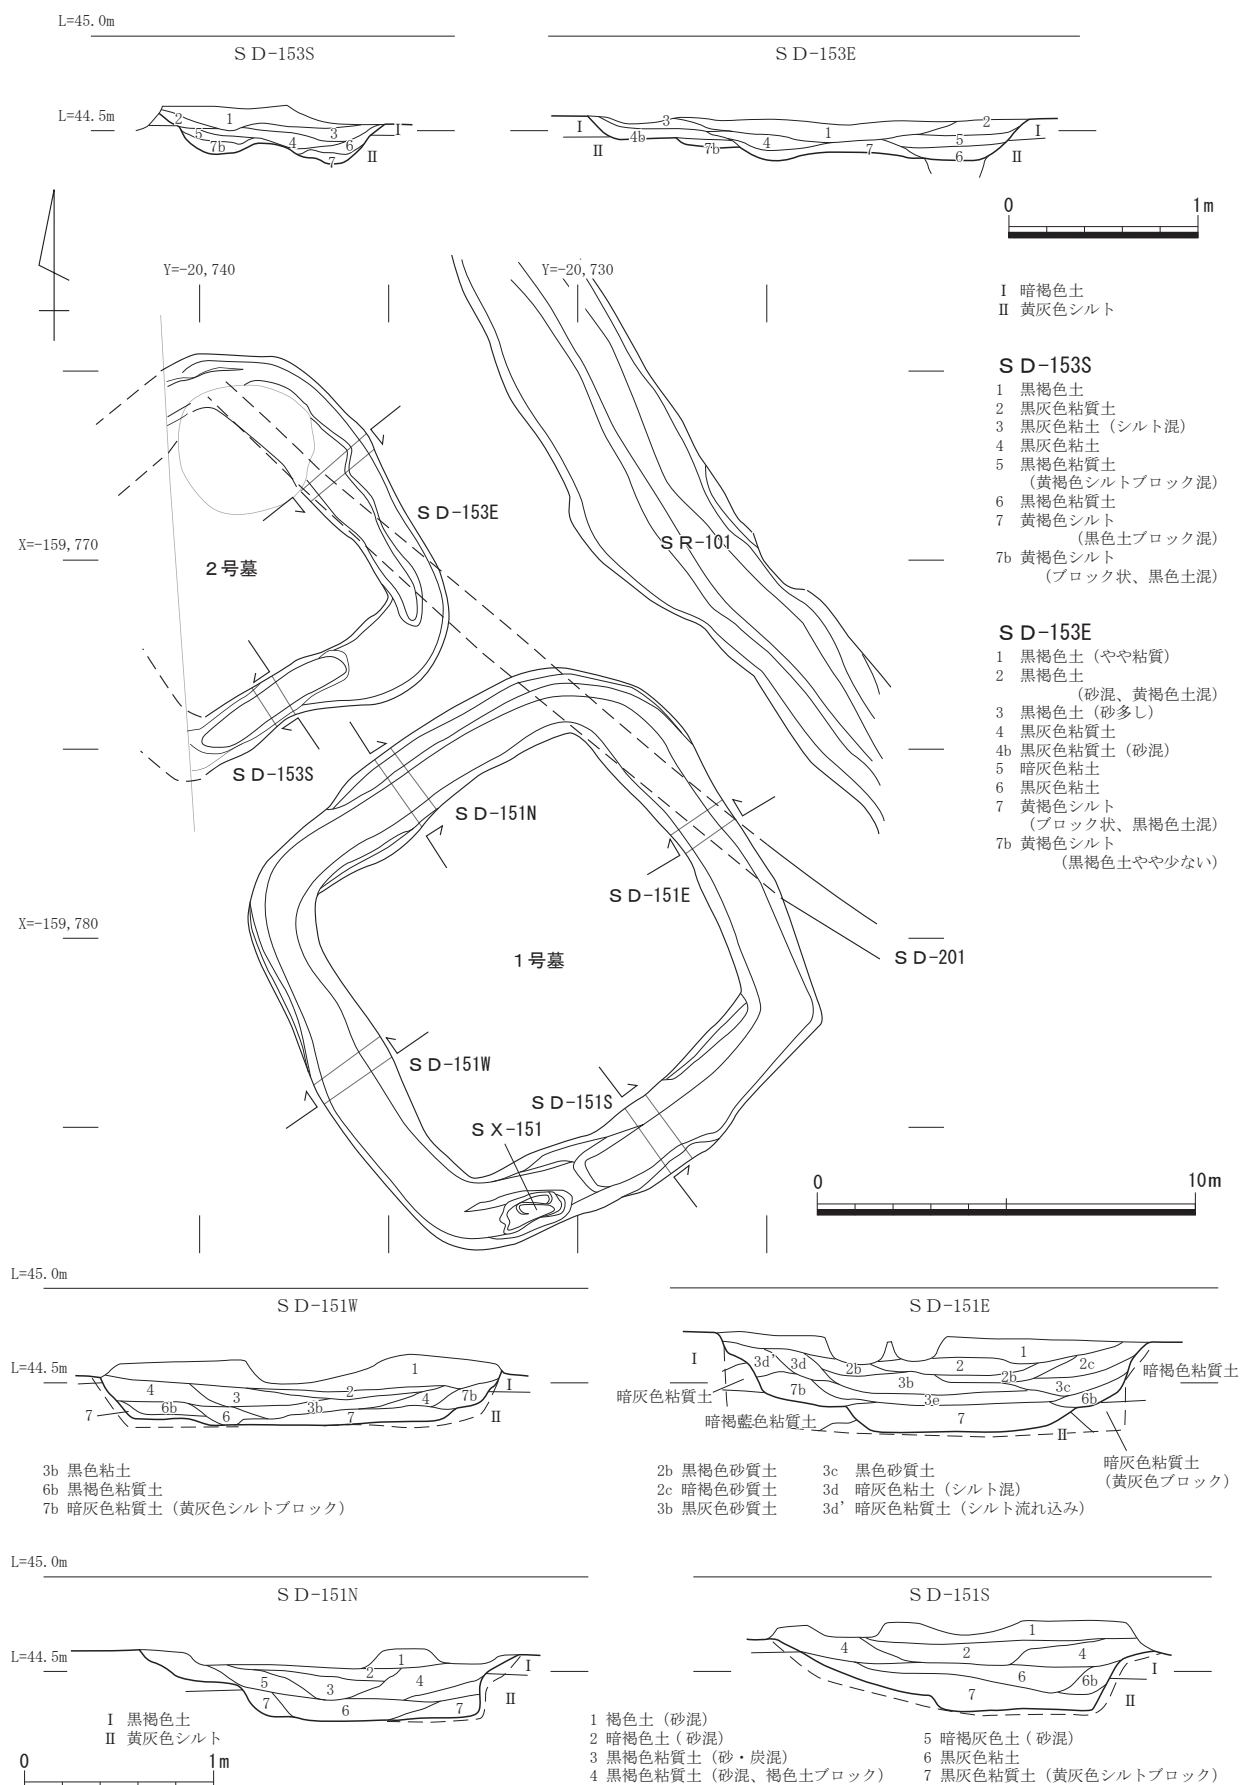 L=45.0m
ＳＤ-153S
ＳＤ-153E
L=44.5m
2 1 5 7b 4 3 6 7 Ⅰ Ⅱ
Ⅰ Ⅱ 3 4b 7b 4 1 7 2 5 6 Ⅰ Ⅱ
0 1m
Y=-20,740
Y=-20,730
Ⅰ 暗褐色土
Ⅱ 黄灰色シルト
ＳＤ-153S
1 黒褐色土
2 黒灰色粘質土
3 黒灰色粘土（シルト混）
4 黒灰色粘土
5 黒褐色粘質土
（黄褐色シルトブロック混）
6 黒褐色粘質土
7 黄褐色シルト
（黒色土ブロック混）
7b 黄褐色シルト
（ブロック状、黒色土混）
ＳＤ-153E
1 黒褐色土（やや粘質）
2 黒褐色土
（砂混、黄褐色土混）
3 黒褐色土（砂多し）
4 黒灰色粘質土
4b 黒灰色粘質土（砂混）
5 暗灰色粘土
6 黒灰色粘土
7 黄褐色シルト
（ブロック状、黒褐色土混）
7b 黄褐色シルト
（黒褐色土やや少ない）
ＳＤ-153E
ＳＲ-101
X=-159,770
２号墓
ＳＤ-153S
ＳＤ-151N
ＳＤ-151E
X=-159,780
１号墓
ＳＤ-201
ＳＤ-151W
ＳＤ-151S
ＳＸ-151
0 10m
L=45.0m
ＳＤ-151W
ＳＤ-151E
L=44.5m
7 4 6b 3 6 2 3b 7 1 4 7b Ⅰ Ⅱ
Ⅰ 3d’ 3d 7b 2b 3b 3e 2 7 1 2b 2c 3c 6b Ⅱ
暗褐色粘質土
暗灰色粘質土
暗褐藍色粘質土
暗灰色粘質土
（黄灰色ブロック）
3b 黒色粘土
6b 黒褐色粘質土
7b 暗灰色粘質土（黄灰色シルトブロック）
2b 黒褐色砂質土
2c 暗褐色砂質土
3b 黒灰色砂質土
3c 黒色砂質土
3d 暗灰色粘土（シルト混）
3d’ 暗灰色粘質土（シルト流れ込み）
L=45.0m
ＳＤ-151N
ＳＤ-151S
L=44.5m
5 7 3 2 1 6 4 7 Ⅰ Ⅱ
4 2 1 7 6 4 6b Ⅰ Ⅱ
Ⅰ 黒褐色土
Ⅱ 黄灰色シルト
0 1m
1 褐色土（砂混）
2 暗褐色土（砂混）
3 黒褐色粘質土（砂・炭混）
4 黒褐色粘質土（砂混、褐色土ブロック）
5 暗褐灰色土（砂混）
6 黒灰色粘土
7 黒灰色粘質土（黄灰色シルトブロック）